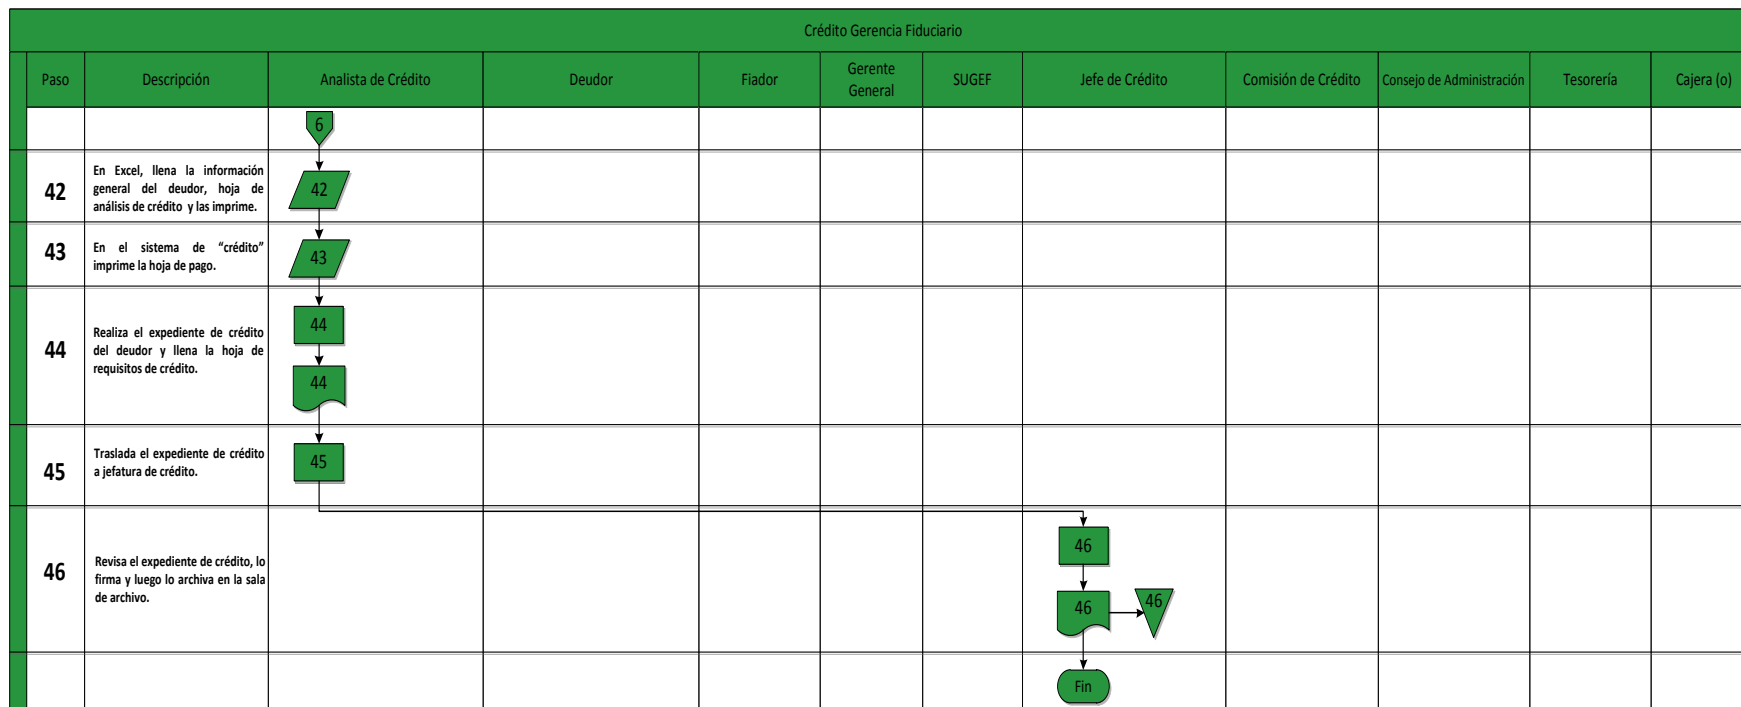 Crédito Gerencia Fiduciario
Paso
Descripción
Analista de Crédito
Deudor
Fiador
Gerente
General
SUGEF
Jefe de Crédito
Comisión de Crédito
Consejo de Administración
Tesorería
Cajera (o)
6
42
En Excel, llena la información
general del deudor, hoja de
análisis de crédito y las imprime.
42
43
En el sistema de “crédito”
imprime la hoja de pago.
43
44
Realiza el expediente de crédito
del deudor y llena la hoja de
requisitos de crédito.
44
44
45
Traslada el expediente de crédito
a jefatura de crédito.
45
46
Revisa el expediente de crédito, lo
firma y luego lo archiva en la sala
de archivo.
46
46
46
Fin